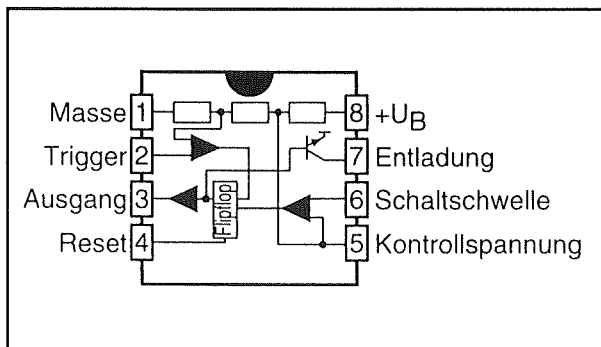 Masse 1 8 +UB
Trigger 2 7 Entladung
Ausgang 3 Flipflop 6 Schaltschwelle
Reset 4 5 Kontrollspannung